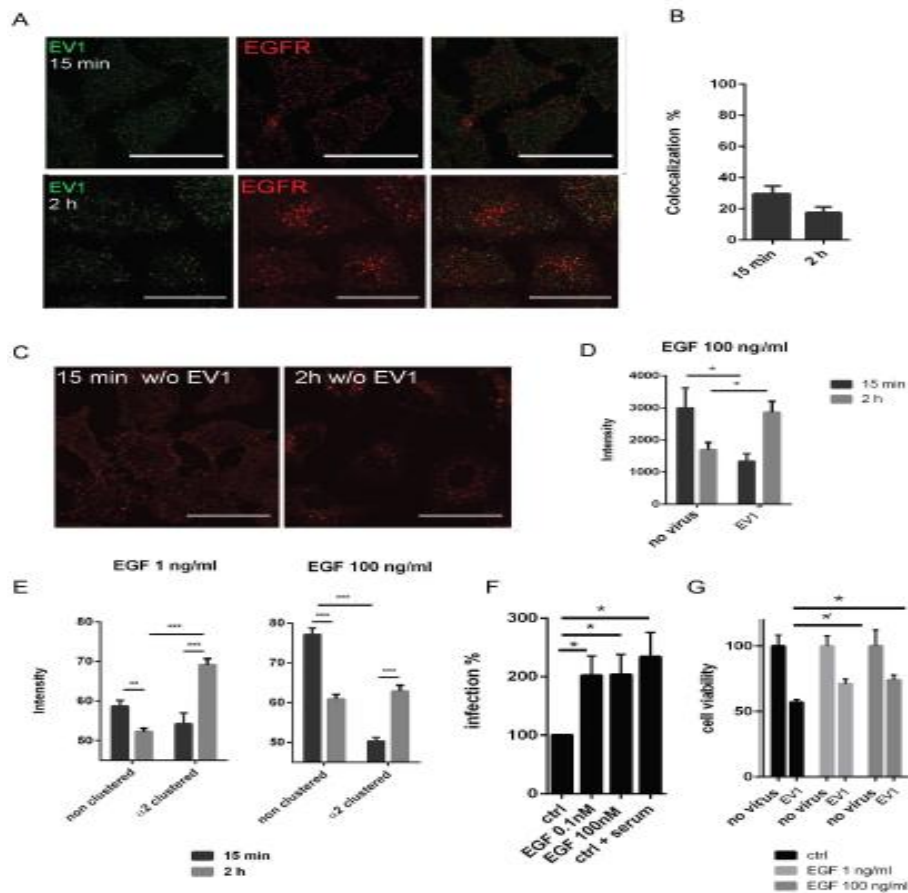 A
EV1
15 min
EGFR
EV1
2 h
EGFR
B
Colocalization %
100
80
60
40
20
0
15 min
2 h
C
15 min w/o EV1
2h w/o EV1
D
EGF 100 ng/ml
Intensity
4000
3000
2000
1000
0
*
*
no virus
EV1
15 min
2 h
E
EGF 1 ng/ml
Intensity
80
70
60
50
**
***
***
non clustered
α2 clustered
EGF 100 ng/ml
80
70
60
50
***
***
***
non clustered
α2 clustered
15 min
2 h
F
infection %
300
200
100
0
*
*
*
ctrl
EGF 0.1nM
EGF 100nM
ctrl + serum
G
cell viability
100
50
0
*
*
no virus
EV1
no virus
EV1
no virus
EV1
ctrl
EGF 1 ng/ml
EGF 100 ng/ml